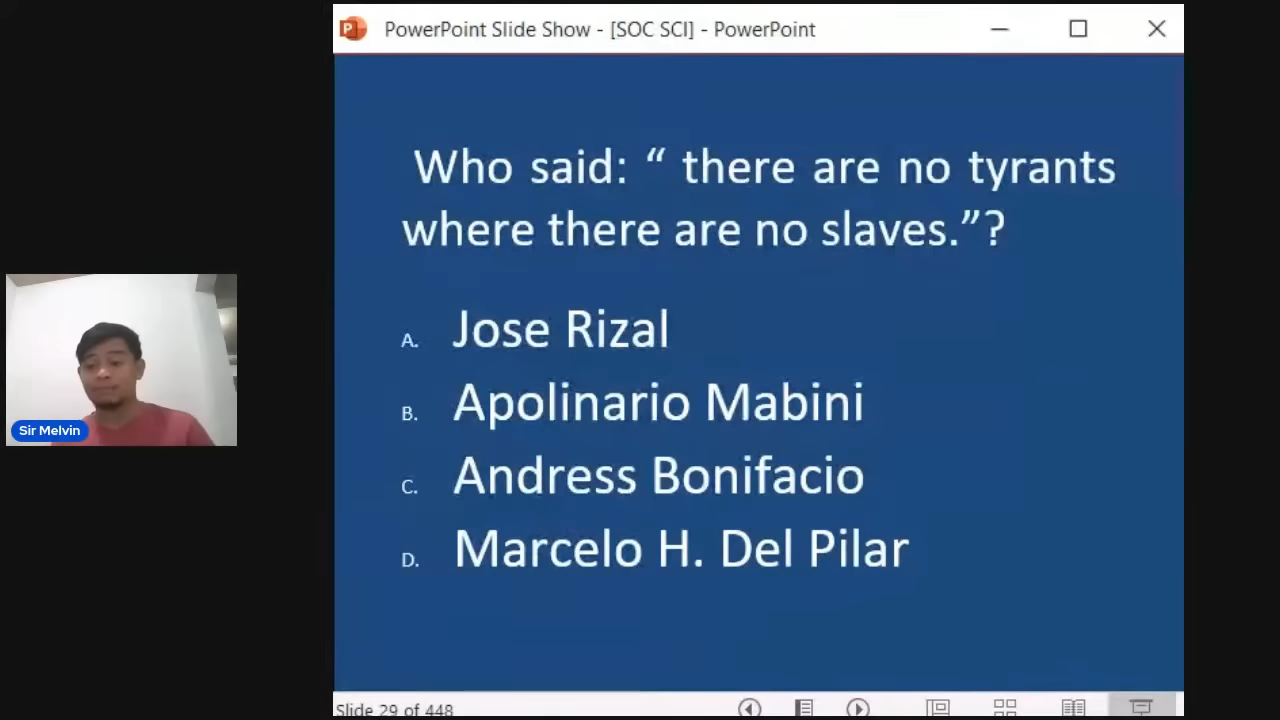 PowerPoint Slide Show - [SOC SCI] - PowerPoint
Who said: “ there are no tyrants
where there are no slaves.”?
A. Jose Rizal
B. Apolinario Mabini
C. Andress Bonifacio
D. Marcelo H. Del Pilar
Sir Melvin
Slide 29 of 448